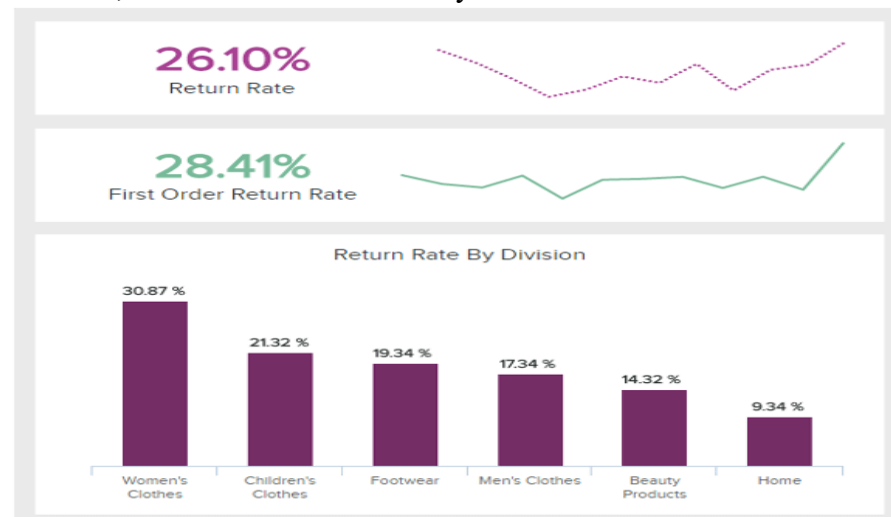 26.10%
Return Rate
28.41%
First Order Return Rate
Return Rate By Division
30.87 %
21.32 %
19.34 %
17.34 %
14.32 %
9.34 %
Women's
Clothes
Children's
Clothes
Footwear
Men's Clothes
Beauty
Products
Home